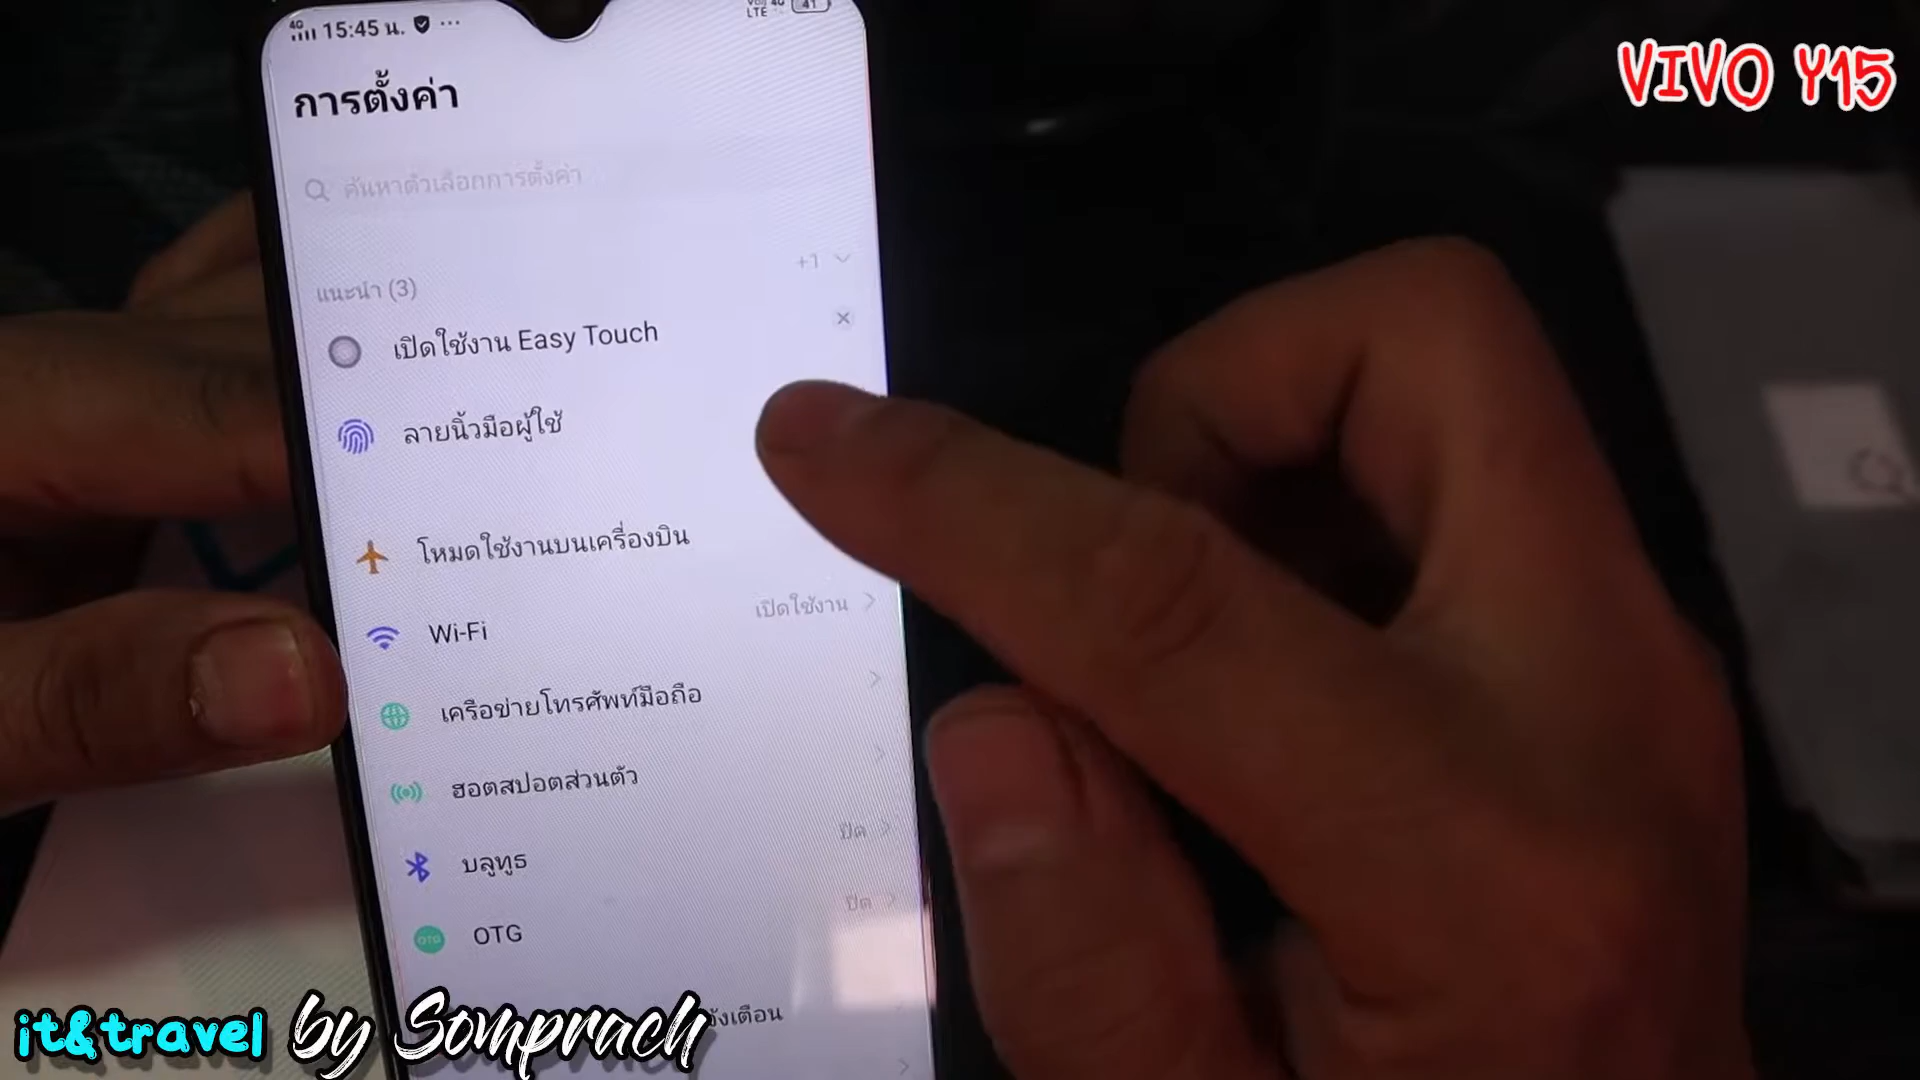 4G 15:45 น. ...
LTE 4G 41
VIVO Y15
การตั้งค่า
ค้นหาตัวเลือกการตั้งค่า
+1
แนะนำ (3)
เปิดใช้งาน Easy Touch
ลายนิ้วมือผู้ใช้
โหมดใช้งานบนเครื่องบิน
Wi-Fi เปิดใช้งาน
เครือข่ายโทรศัพท์มือถือ
ฮอตสปอตส่วนตัว
บลูทูธ ปิด
OTG ปิด
it&travel by Somprach